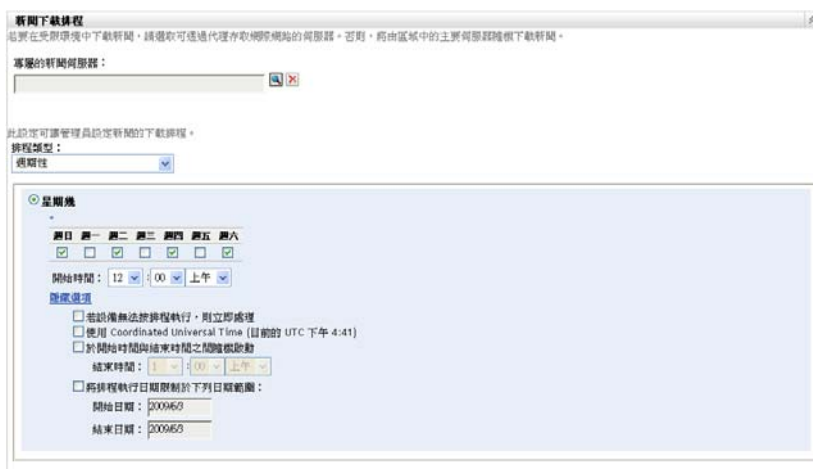 新聞下載排程
若要在受限環境中下載新聞，請選取可透過代理存取網際網路的伺服器。否則，將由區域中的主要伺服器隨機下載新聞。
專屬的新聞伺服器：
此設定可讓管理員設定新聞的下載排程。
排程類型：
週期性
星期幾
*
週日 週一 週二 週三 週四 週五 週六
開始時間： 12 : 00 上午
隱藏選項
若設備無法按排程執行，則立即處理
使用 Coordinated Universal Time (目前的 UTC 下午 4:41)
於開始時間與結束時間之間隨機啟動
結束時間： 1 : 00 上午
將排程執行日期限制於下列日期範圍：
開始日期： 2009/6/3
結束日期： 2009/6/3